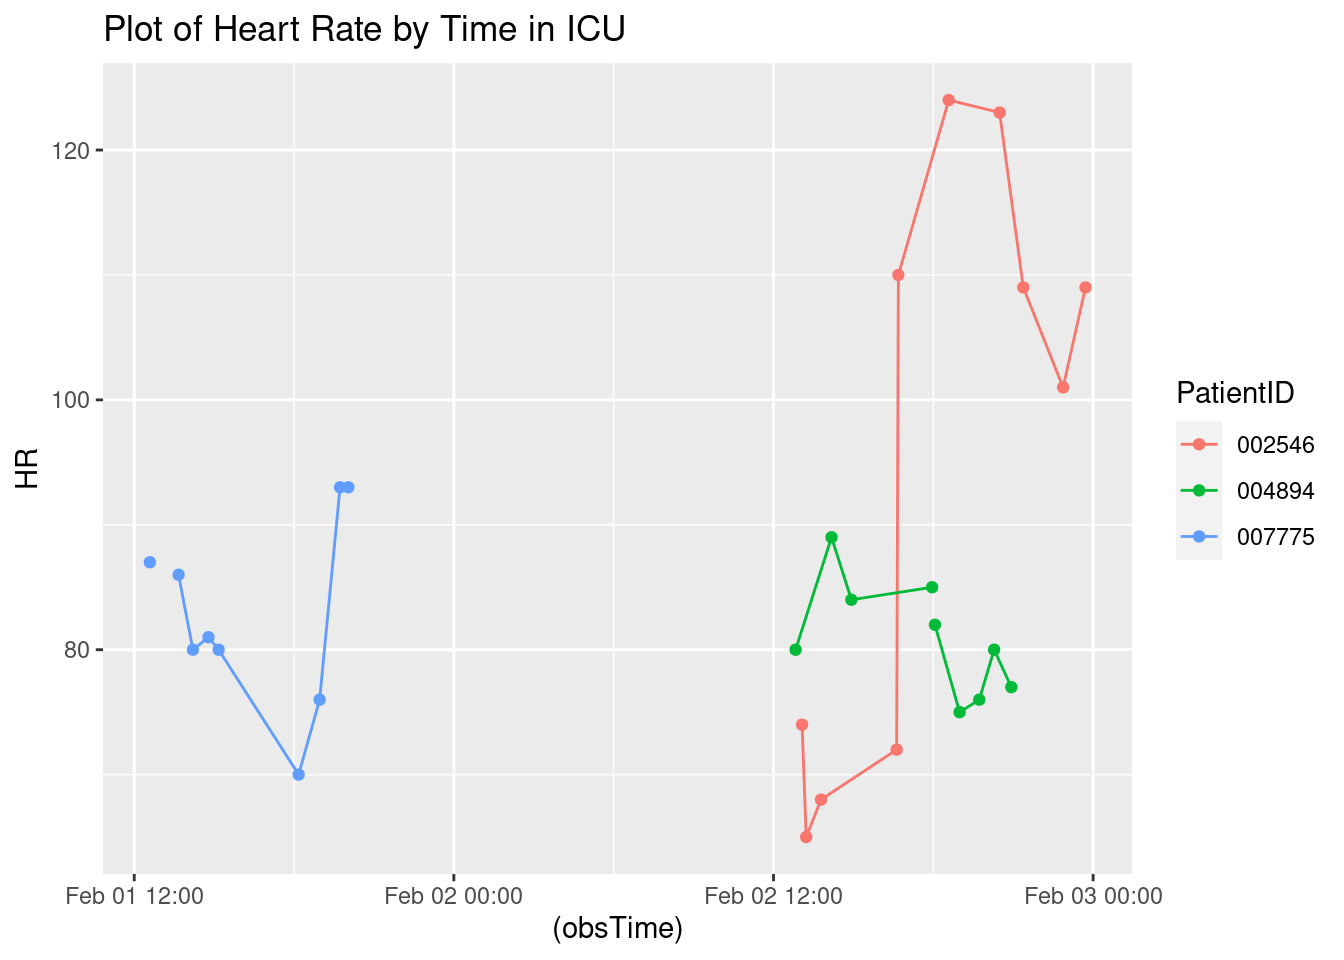 Plot of Heart Rate by Time in ICU
120
100
80
HR
Feb 01 12:00
Feb 02 00:00
Feb 02 12:00
Feb 03 00:00
(obsTime)
PatientID
002546
004894
007775